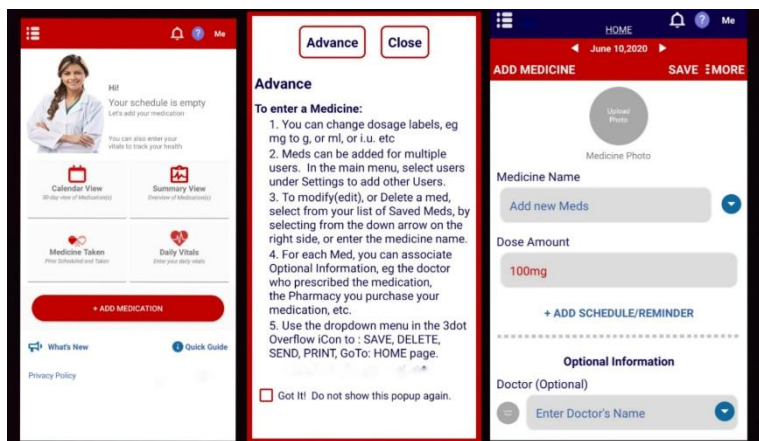 Me
Hi!
Your schedule is empty
Let's add your medication
You can also enter your
vitals to track your health
Calendar View
30-day view of Medication(s)
Summary View
Overview of Medication(s)
Medicine Taken
Prior Scheduled and Taken
Daily Vitals
Enter your daily vitals
+ ADD MEDICATION
What's New
Quick Guide
Privacy Policy
Advance
Close
Advance
To enter a Medicine:
1. You can change dosage labels, eg
mg to g, or ml, or i.u. etc
2. Meds can be added for multiple
users. In the main menu, select users
under Settings to add other Users.
3. To modify(edit), or Delete a med,
select from your list of Saved Meds, by
selecting from the down arrow on the
right side, or enter the medicine name.
4. For each Med, you can associate
Optional Information, eg the doctor
who prescribed the medication,
the Pharmacy you purchase your
medication, etc.
5. Use the dropdown menu in the 3dot
Overflow iCon to : SAVE, DELETE,
SEND, PRINT, GoTo: HOME page.
Got It! Do not show this popup again.
HOME
? Me
June 10,2020
ADD MEDICINE
SAVE
MORE
Upload
Photo
Medicine Photo
Medicine Name
Add new Meds
Dose Amount
100mg
+ ADD SCHEDULE/REMINDER
Optional Information
Doctor (Optional)
Enter Doctor's Name